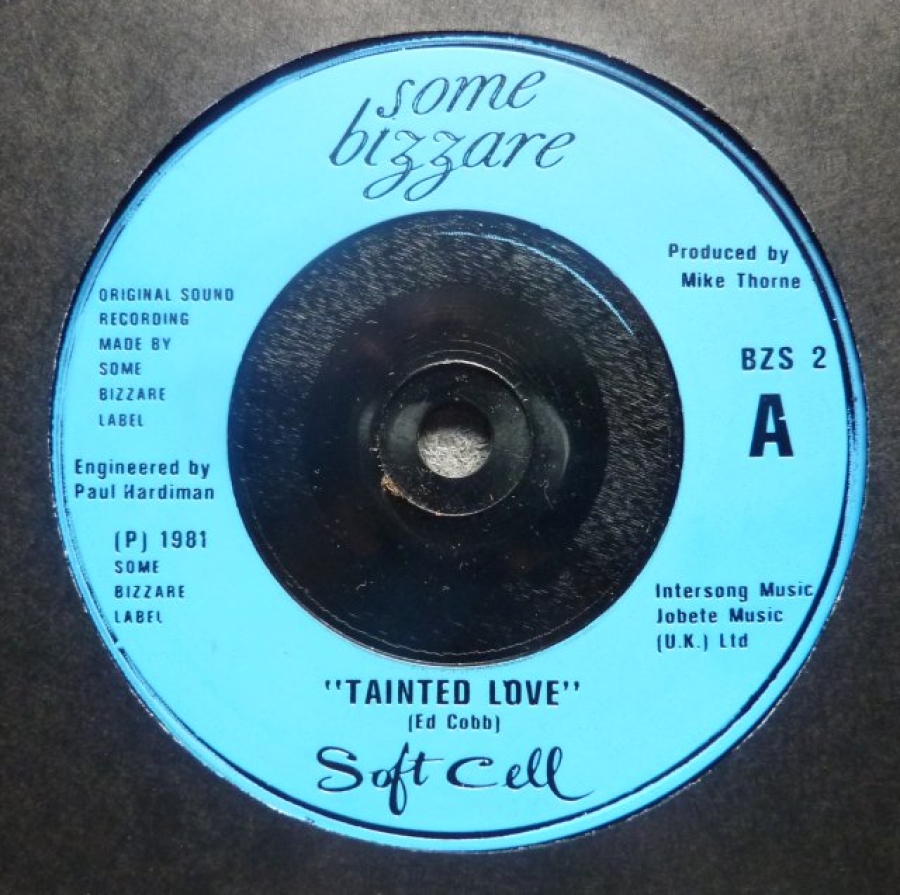 some
bizzare
Produced by
Mike Thorne
ORIGINAL SOUND
RECORDING
MADE BY
SOME
BIZZARE
LABEL
BZS 2
A
Engineered by
Paul Hardiman
(P) 1981
SOME
BIZZARE
LABEL
Intersong Music
Jobete Music
(U.K.) Ltd
"TAINTED LOVE"
(Ed Cobb)
Soft Cell